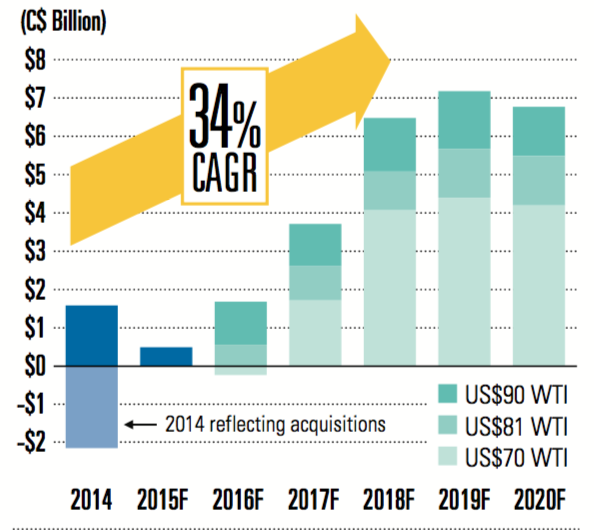 (C$ Billion)
$8
$7
$6
$5
$4
$3
$2
$1
$0
-$1
-$2
34%
CAGR
2014 reflecting acquisitions
US$90 WTI
US$81 WTI
US$70 WTI
2014 2015F 2016F 2017F 2018F 2019F 2020F